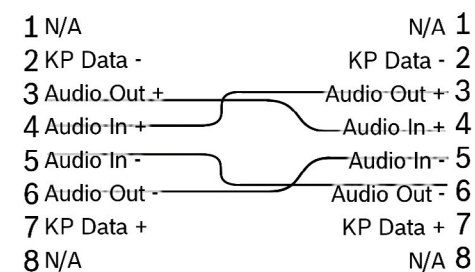 1 N/A N/A 1
2 KP Data - KP Data - 2
3 Audio Out + Audio Out + 3
4 Audio In + Audio In + 4
5 Audio In - Audio In - 5
6 Audio Out - Audio Out - 6
7 KP Data + KP Data + 7
8 N/A N/A 8